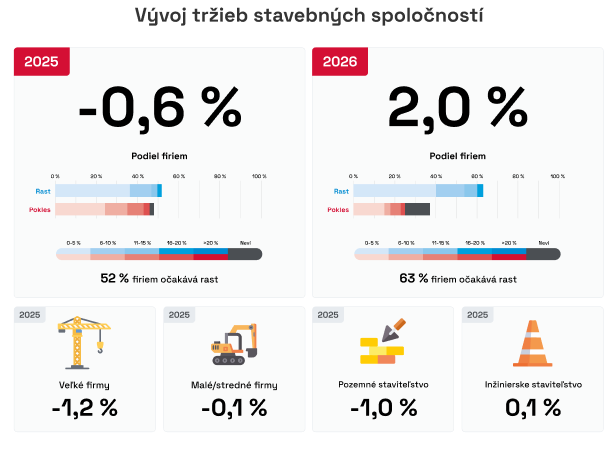 Vývoj tržieb stavebných spoločností
2025
-0,6 %
Podiel firiem
0 % 20 % 40 % 60 % 80 % 100 %
Rast
Pokles
0-5 % 6-10 % 11-15 % 16-20 % +20 % Nevi
52 % firiem očakává rast
2026
2,0 %
Podiel firiem
0 % 20 % 40 % 60 % 80 % 100 %
Rast
Pokles
0-5 % 6-10 % 11-15 % 16-20 % +20 % Nevi
63 % firiem očakává rast
2025
Veľké firmy
-1,2 %
2025
Malé/stredné firmy
-0,1 %
2025
Pozemné staviteľstvo
-1,0 %
2025
Inžinierske staviteľstvo
0,1 %